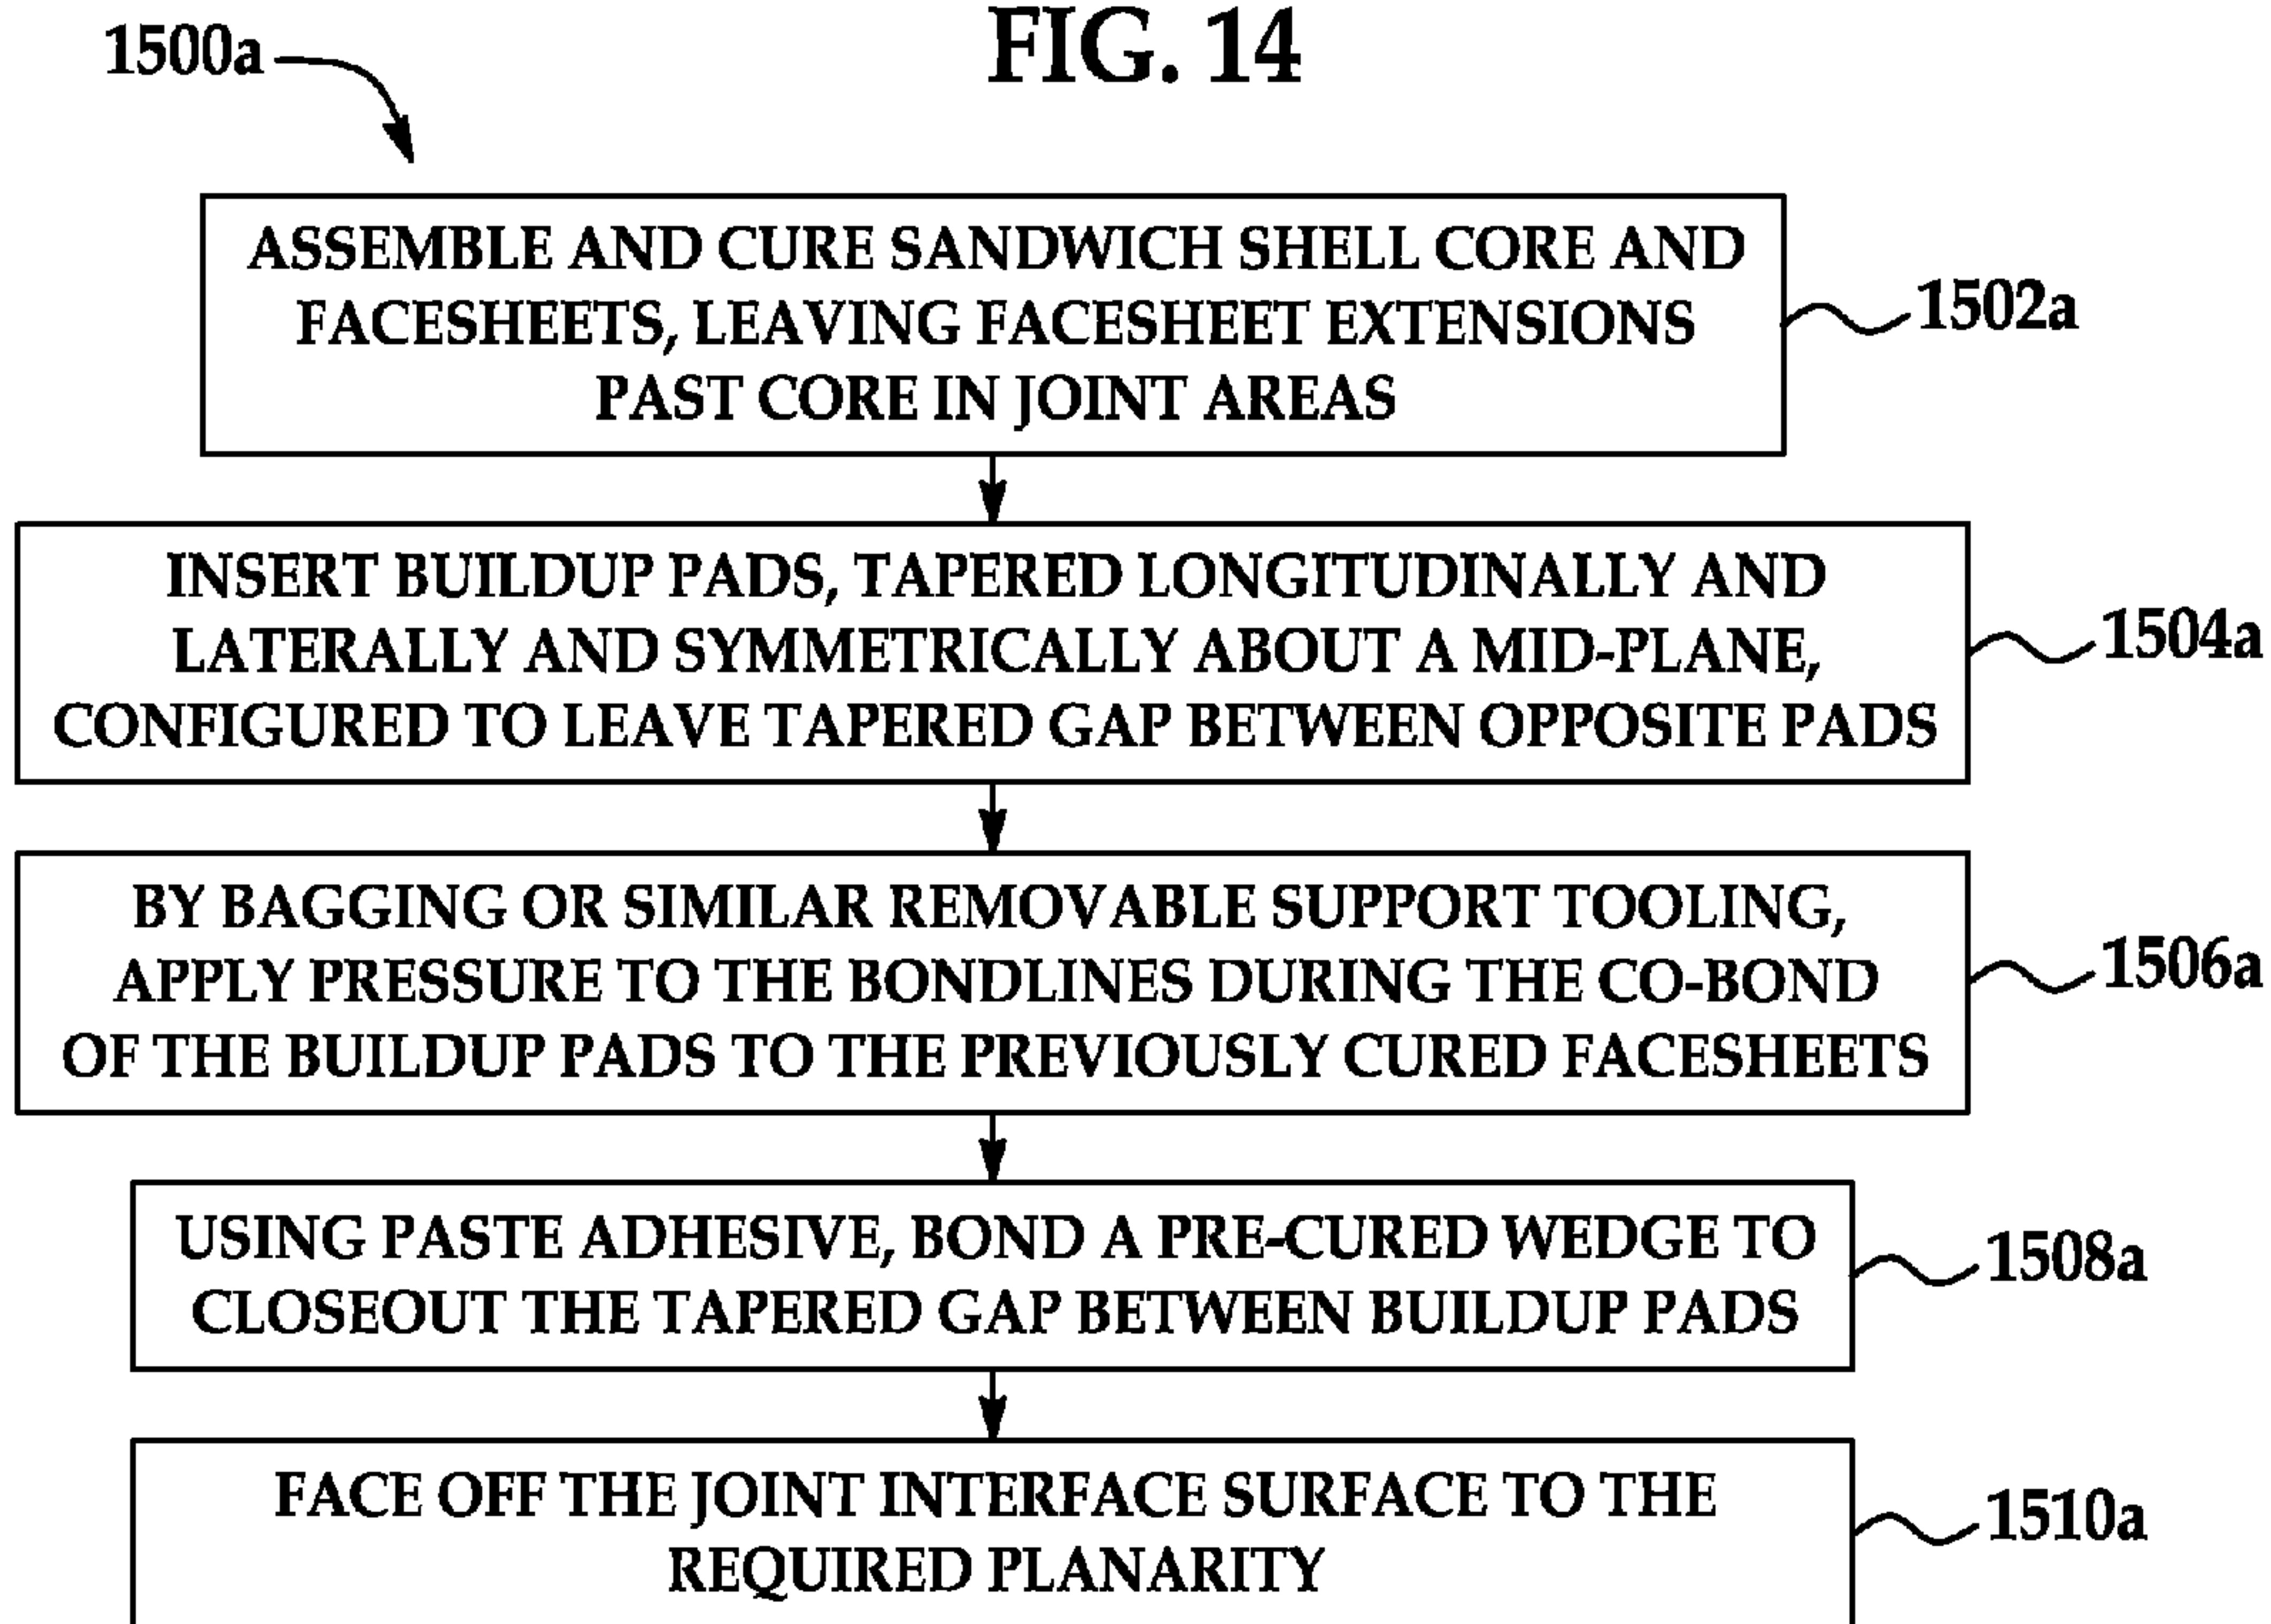 FIG. 14
1500a
ASSEMBLE AND CURE SANDWICH SHELL CORE AND
FACESHEETS, LEAVING FACESHEET EXTENSIONS
PAST CORE IN JOINT AREAS
1502a
INSERT BUILDUP PADS, TAPERED LONGITUDINALLY AND
LATERALLY AND SYMMETRICALLY ABOUT A MID-PLANE,
CONFIGURED TO LEAVE TAPERED GAP BETWEEN OPPOSITE PADS
1504a
BY BAGGING OR SIMILAR REMOVABLE SUPPORT TOOLING,
APPLY PRESSURE TO THE BONDLINES DURING THE CO-BOND
OF THE BUILDUP PADS TO THE PREVIOUSLY CURED FACESHEETS
1506a
USING PASTE ADHESIVE, BOND A PRE-CURED WEDGE TO
CLOSEOUT THE TAPERED GAP BETWEEN BUILDUP PADS
1508a
FACE OFF THE JOINT INTERFACE SURFACE TO THE
REQUIRED PLANARITY
1510a